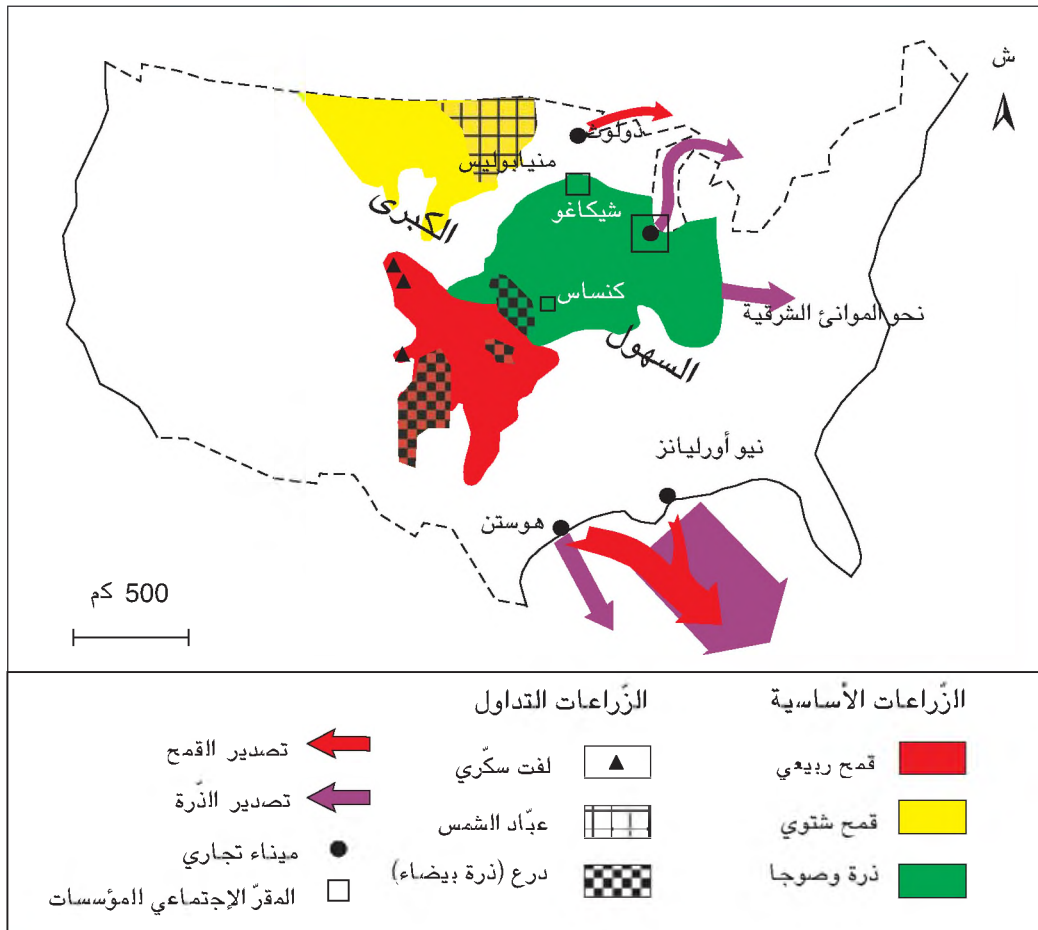 ش
دولوث
منيابوليس
شيكاغو
الكبرى
كنساس
نحو الموانئ الشرقية
السهول
نيو أورليانز
هوستن
500 كم
الزّراعات الأساسية
قمح ربيعي
قمح شتوي
ذرة وصوجا
الزّراعات التداول
لفت سكّري
عبّاد الشمس
درع (ذرة بيضاء)
تصدير القمح
تصدير الذّرة
ميناء تجاري
المقرّ الإجتماعي للمؤسسات